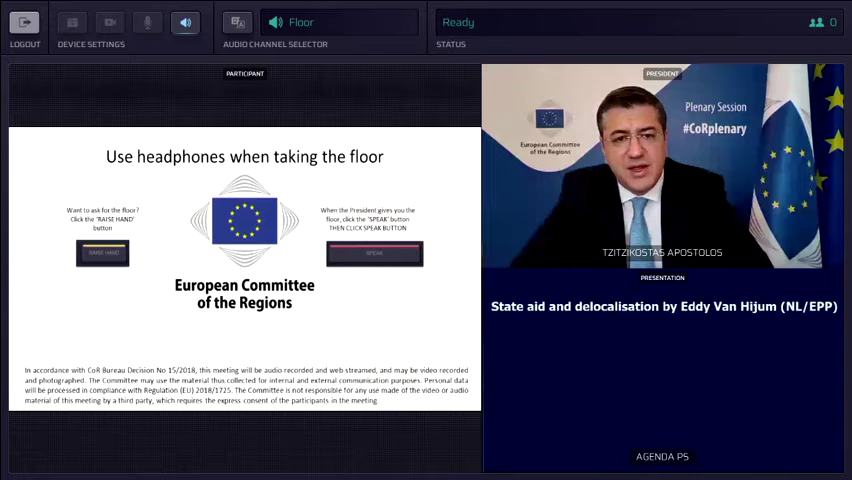 LOGOUT
DEVICE SETTINGS
Floor
AUDIO CHANNEL SELECTOR
Ready
0
STATUS
PARTICIPANT
Use headphones when taking the floor
Want to ask for the floor?
Click the 'RAISE HAND'
button
RAISE HAND
When the President gives you the
floor, click the 'SPEAK' button
THEN CLICK SPEAK BUTTON
SPEAK
European Committee
of the Regions
In accordance with CoR Bureau Decision No 15/2018, this meeting will be audio recorded and web streamed, and may be video recorded
and photographed. The Committee may use the material thus collected for internal and external communication purposes. Personal data
will be processed in compliance with Regulation (EU) 2018/1725. The Committee is not responsible for any use made of the video or audio
material of this meeting by a third party, which requires the express consent of the participants in the meeting.
PRESIDENT
European Committee
of the Regions
Plenary Session
#CoRplenary
TZITZIKOSTAS APOSTOLOS
PRESENTATION
State aid and delocalisation by Eddy Van Hijum (NL/EPP)
AGENDA PS